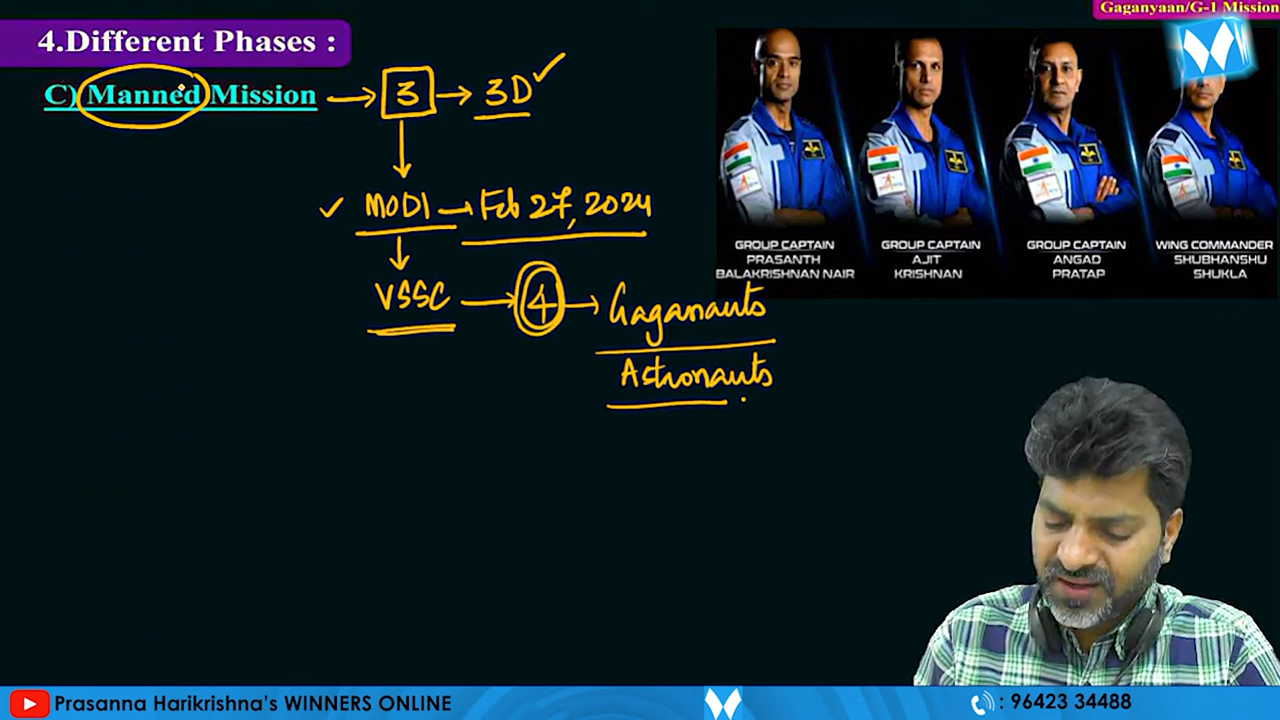 Gaganyaan/G-1 Mission
4.Different Phases :
C) Manned Mission → 3 → 3D ✓
✓ MODI → Feb 27, 2024
VSSC → 4 → Gaganauts
Astronauts
GROUP CAPTAIN
PRASANTH
BALAKRISHNAN NAIR
GROUP CAPTAIN
AJIT
KRISHNAN
GROUP CAPTAIN
ANGAD
PRATAP
WING COMMANDER
SHUBHANSHU
SHUKLA
Prasanna Harikrishna's WINNERS ONLINE
: 96423 34488